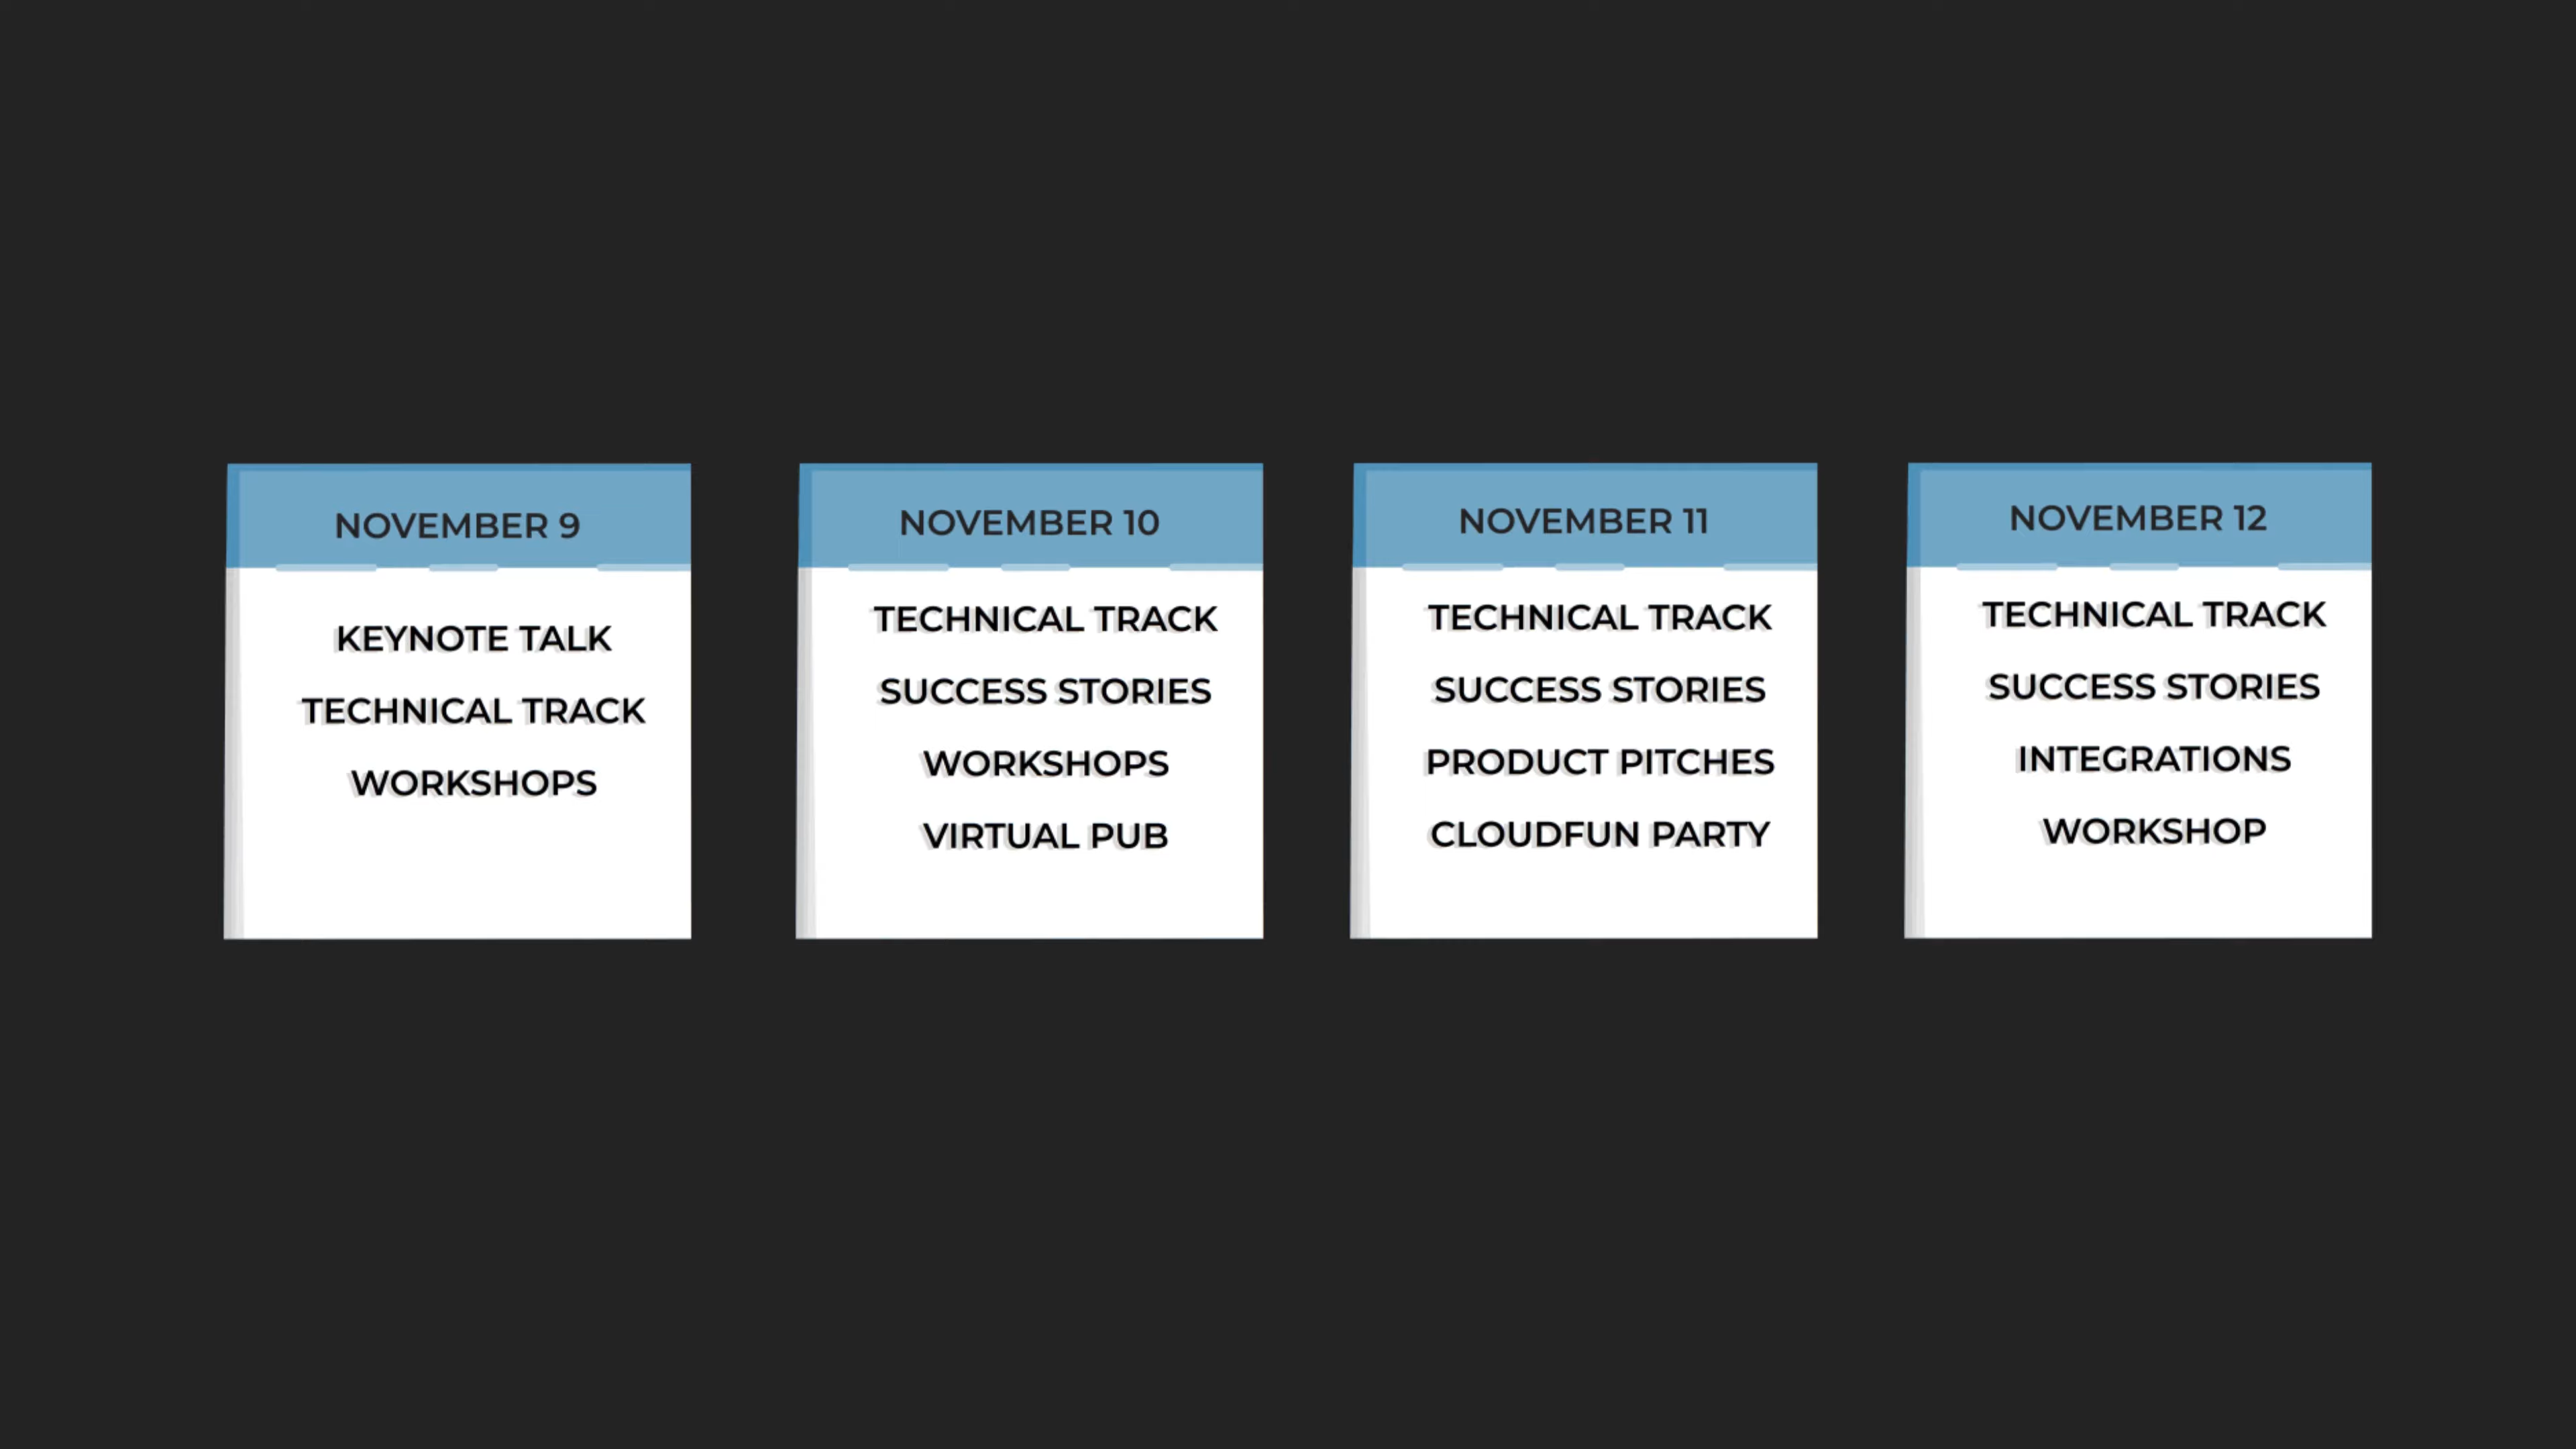 NOVEMBER 9
KEYNOTE TALK
TECHNICAL TRACK
WORKSHOPS
NOVEMBER 10
TECHNICAL TRACK
SUCCESS STORIES
WORKSHOPS
VIRTUAL PUB
NOVEMBER 11
TECHNICAL TRACK
SUCCESS STORIES
PRODUCT PITCHES
CLOUDFUN PARTY
NOVEMBER 12
TECHNICAL TRACK
SUCCESS STORIES
INTEGRATIONS
WORKSHOP